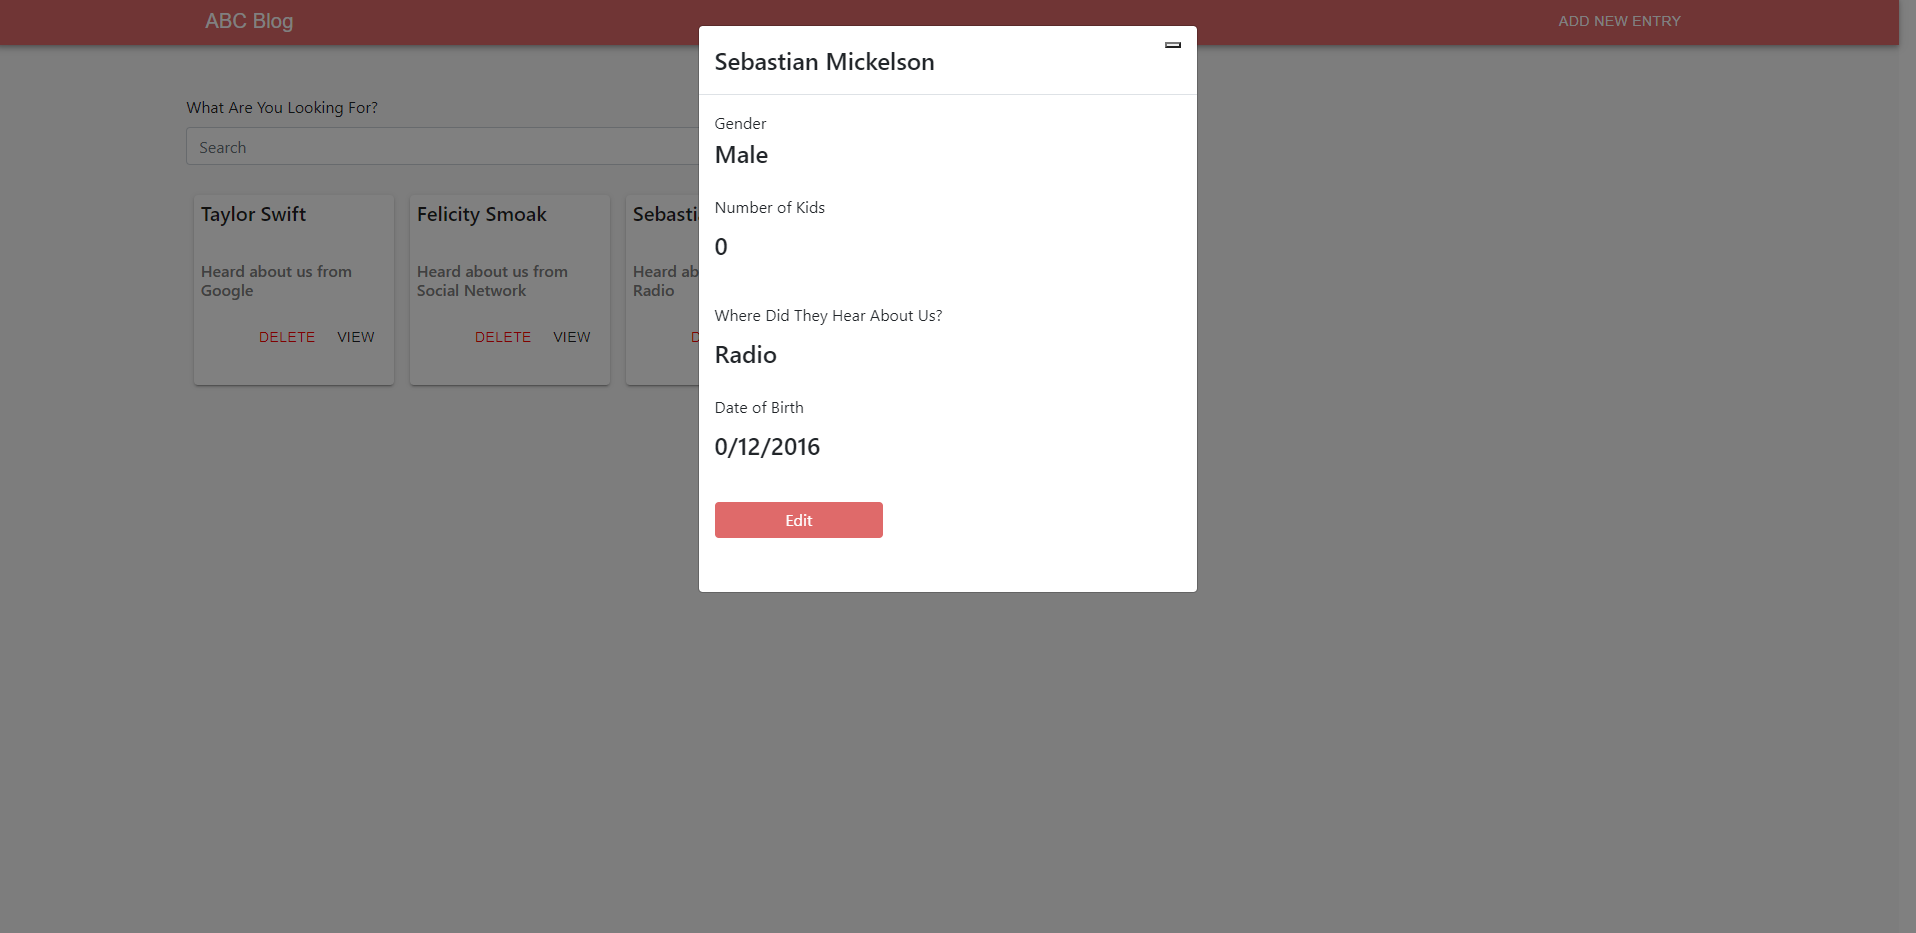 ABC Blog
ADD NEW ENTRY
What Are You Looking For?
Search
Taylor Swift
Heard about us from
Google
DELETE VIEW
Felicity Smoak
Heard about us from
Social Network
DELETE VIEW
Sebasti
Heard ab
Radio
D
Sebastian Mickelson
Gender
Male
Number of Kids
0
Where Did They Hear About Us?
Radio
Date of Birth
0/12/2016
Edit